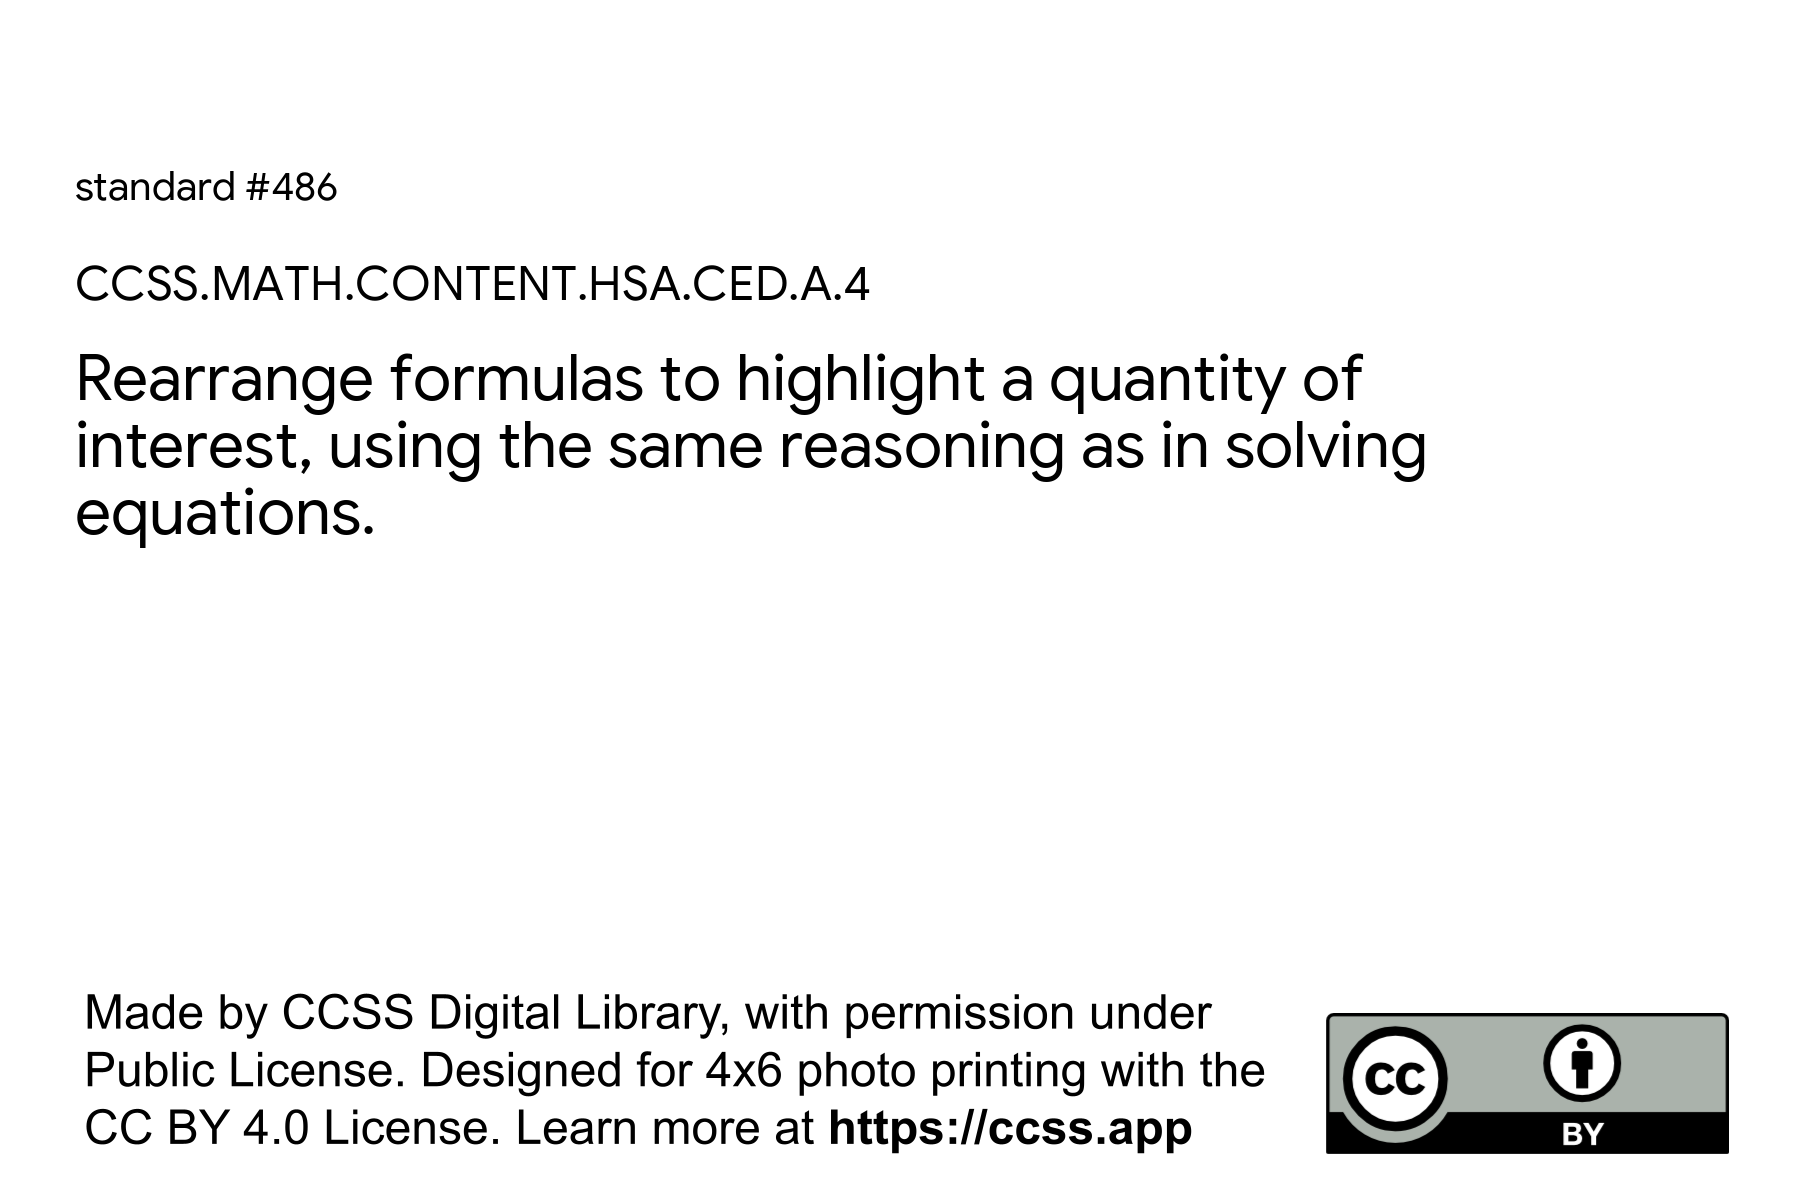 standard #486
CCSS.MATH.CONTENT.HSA.CED.A.4
Rearrange formulas to highlight a quantity of
interest, using the same reasoning as in solving
equations.
Made by CCSS Digital Library, with permission under
Public License. Designed for 4x6 photo printing with the
CC BY 4.0 License. Learn more at https://ccss.app
CC
BY